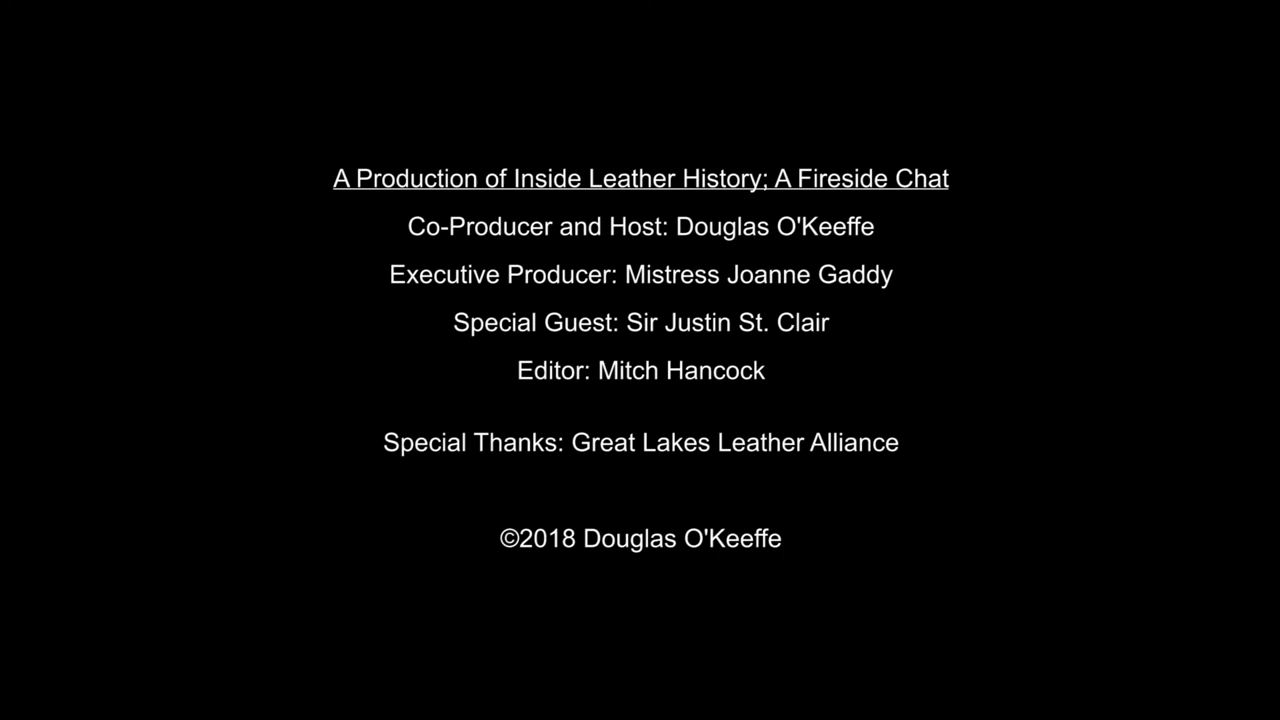 A Production of Inside Leather History; A Fireside Chat
Co-Producer and Host: Douglas O'Keeffe
Executive Producer: Mistress Joanne Gaddy
Special Guest: Sir Justin St. Clair
Editor: Mitch Hancock
Special Thanks: Great Lakes Leather Alliance
©2018 Douglas O'Keeffe